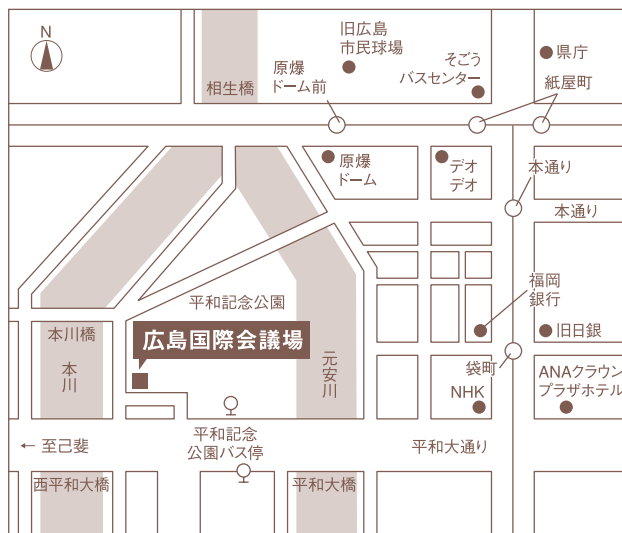 N
旧広島
市民球場
そごう
バスセンター
県庁
相生橋
原爆
ドーム前
紙屋町
原爆
ドーム
デオ
デオ
本通り
本通り
平和記念公園
福岡
銀行
旧日銀
本川橋
広島国際会議場
本川
元安川
袋町
NHK
ANAクラウン
プラザホテル
← 至己斐
平和記念
公園バス停
平和大通り
西平和大橋
平和大橋